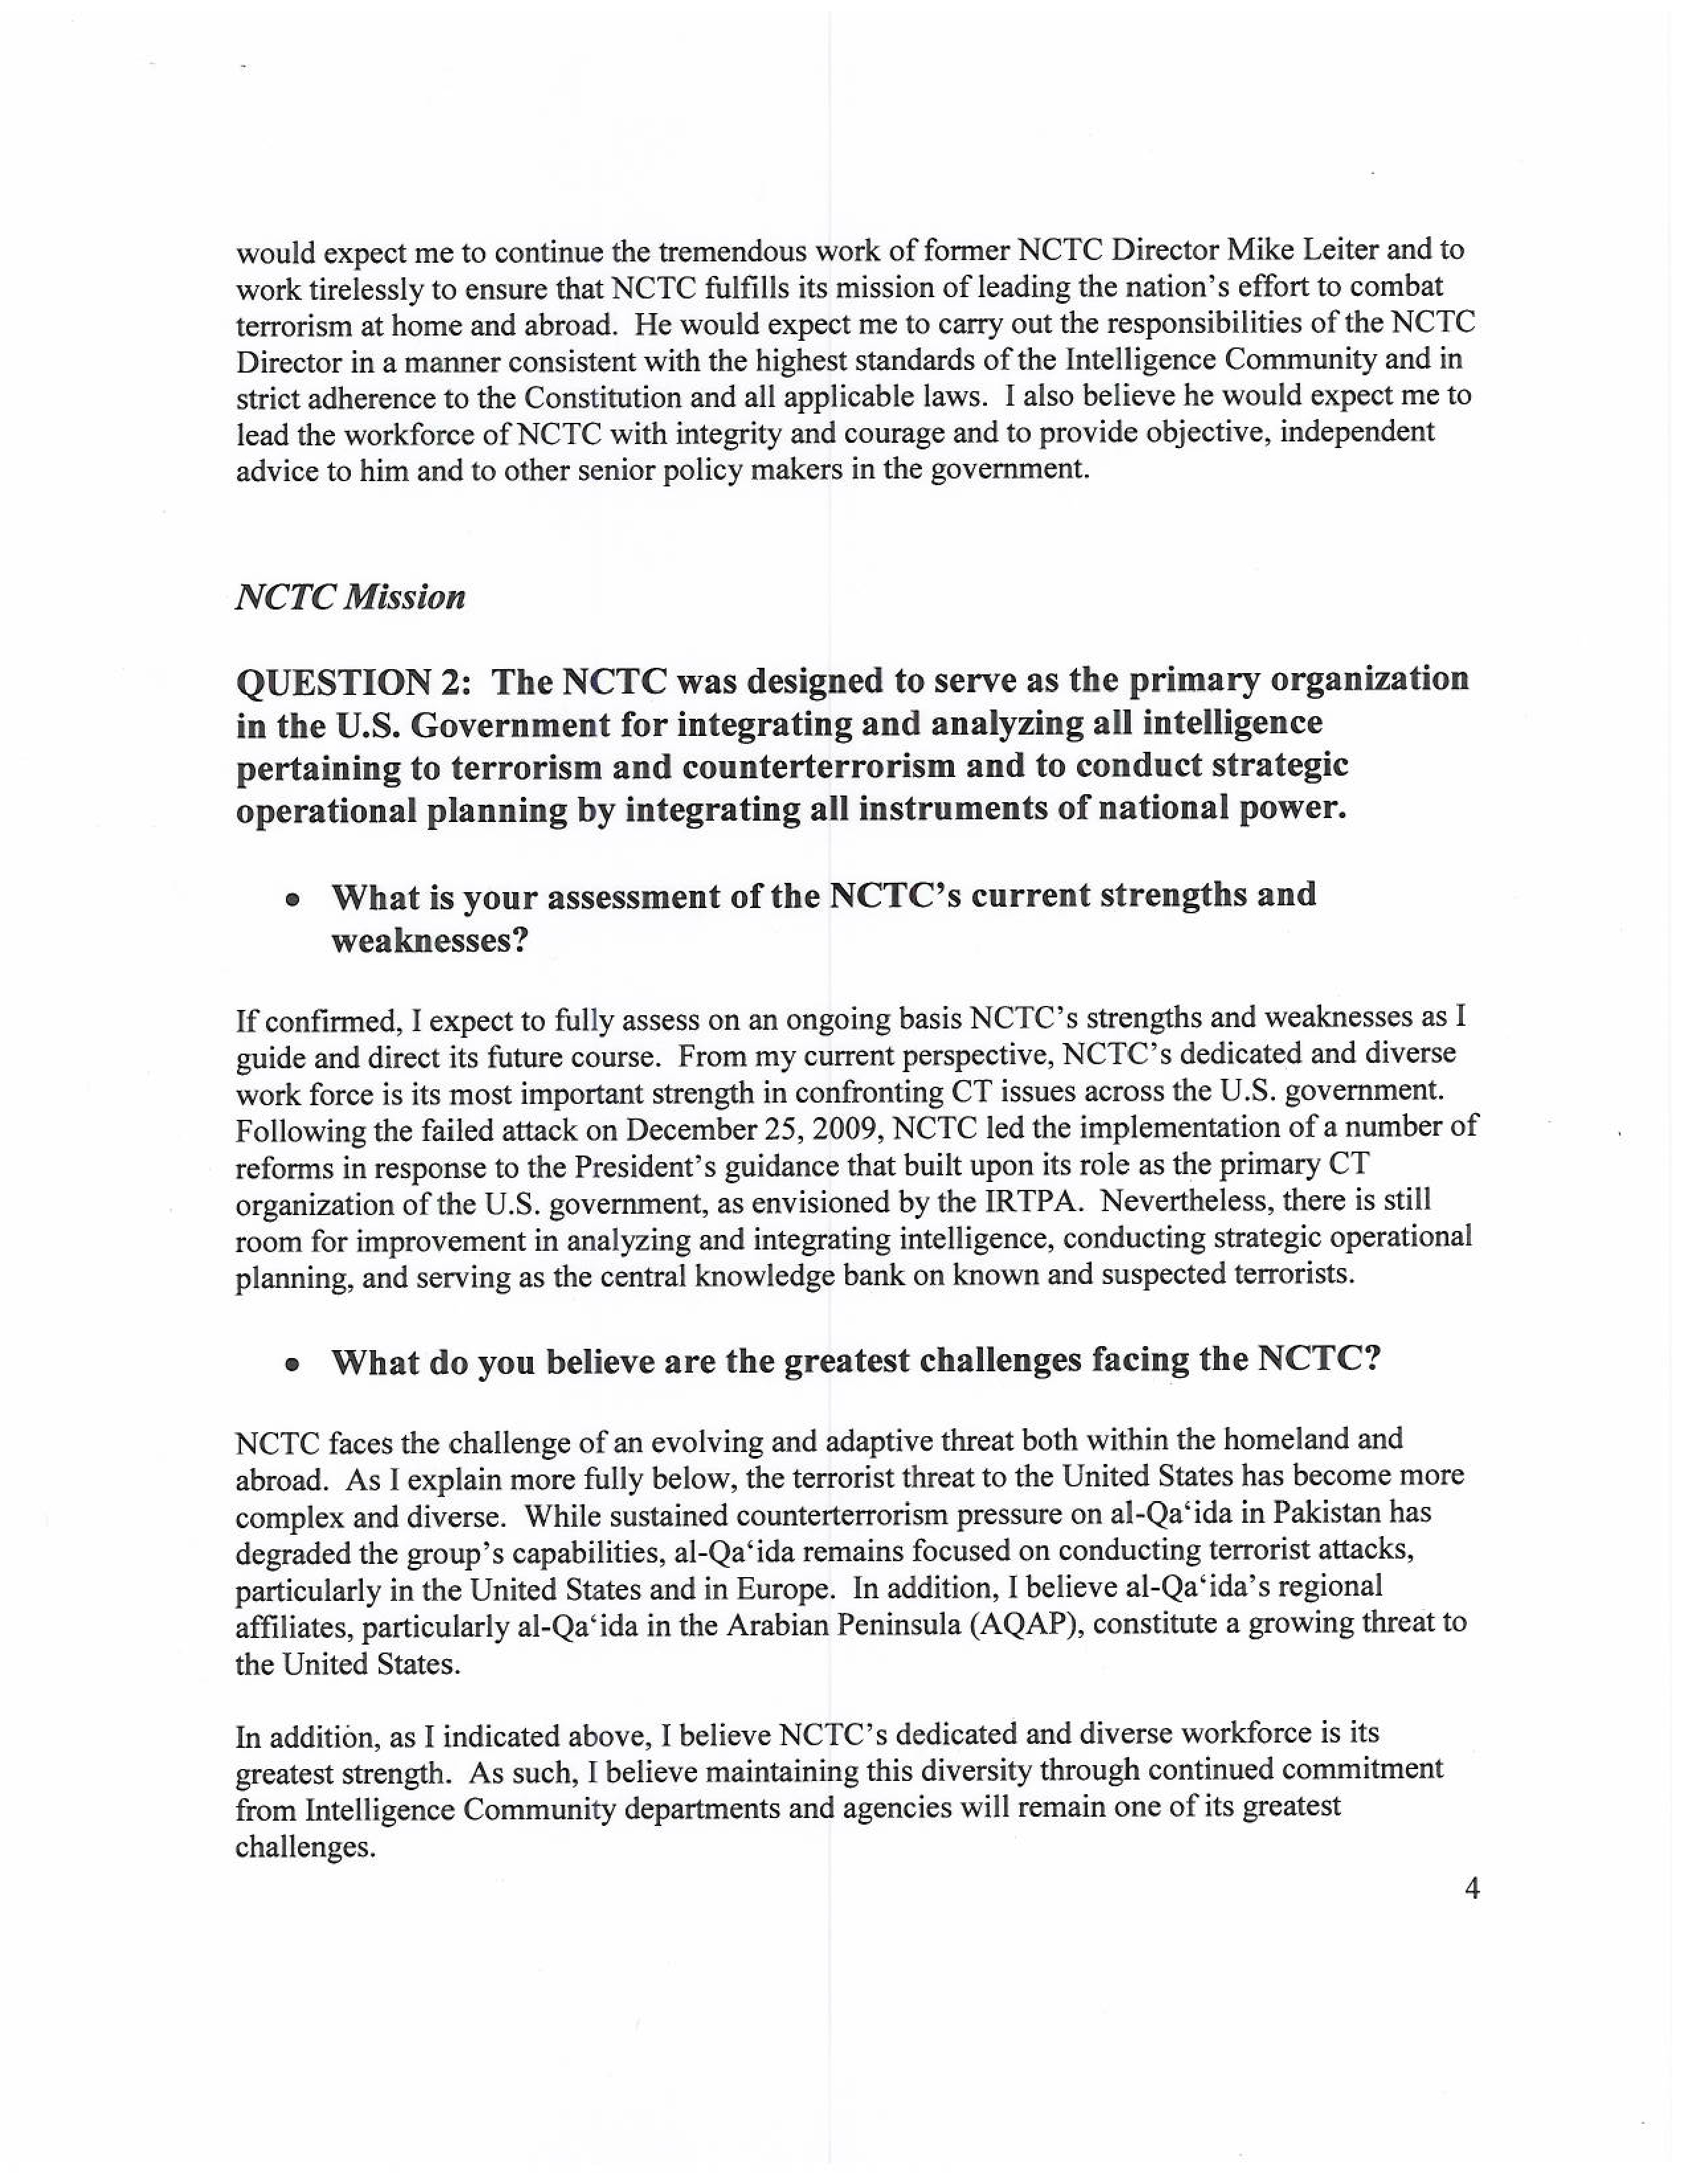 would expect me to continue the tremendous work of former NCTC Director Mike Leiter and to
work tirelessly to ensure that NCTC fulfills its mission of leading the nation's effort to combat
terrorism at home and abroad.  He would expect me to carry out the responsibilities of the NCTC
Director in a manner consistent with the highest standards of the Intelligence Community and in
strict adherence to the Constitution and all applicable laws.  I also believe he would expect me to
lead the workforce of NCTC with integrity and courage and to provide objective, independent
advice to him and to other senior policy makers in the government.
NCTC Mission
QUESTION 2:  The NCTC was designed to serve as the primary organization
in the U.S. Government for integrating and analyzing all intelligence
pertaining to terrorism and counterterrorism and to conduct strategic
operational planning by integrating all instruments of national power.
• What is your assessment of the NCTC's current strengths and
weaknesses?
If confirmed, I expect to fully assess on an ongoing basis NCTC's strengths and weaknesses as I
guide and direct its future course.  From my current perspective, NCTC's dedicated and diverse
work force is its most important strength in confronting CT issues across the U.S. government.
Following the failed attack on December 25, 2009, NCTC led the implementation of a number of
reforms in response to the President's guidance that built upon its role as the primary CT
organization of the U.S. government, as envisioned by the IRTPA.  Nevertheless, there is still
room for improvement in analyzing and integrating intelligence, conducting strategic operational
planning, and serving as the central knowledge bank on known and suspected terrorists.
• What do you believe are the greatest challenges facing the NCTC?
NCTC faces the challenge of an evolving and adaptive threat both within the homeland and
abroad.  As I explain more fully below, the terrorist threat to the United States has become more
complex and diverse.  While sustained counterterrorism pressure on al-Qa‘ida in Pakistan has
degraded the group's capabilities, al-Qa‘ida remains focused on conducting terrorist attacks,
particularly in the United States and in Europe.  In addition, I believe al-Qa‘ida's regional
affiliates, particularly al-Qa‘ida in the Arabian Peninsula (AQAP), constitute a growing threat to
the United States.
In addition, as I indicated above, I believe NCTC's dedicated and diverse workforce is its
greatest strength.  As such, I believe maintaining this diversity through continued commitment
from Intelligence Community departments and agencies will remain one of its greatest
challenges.
4